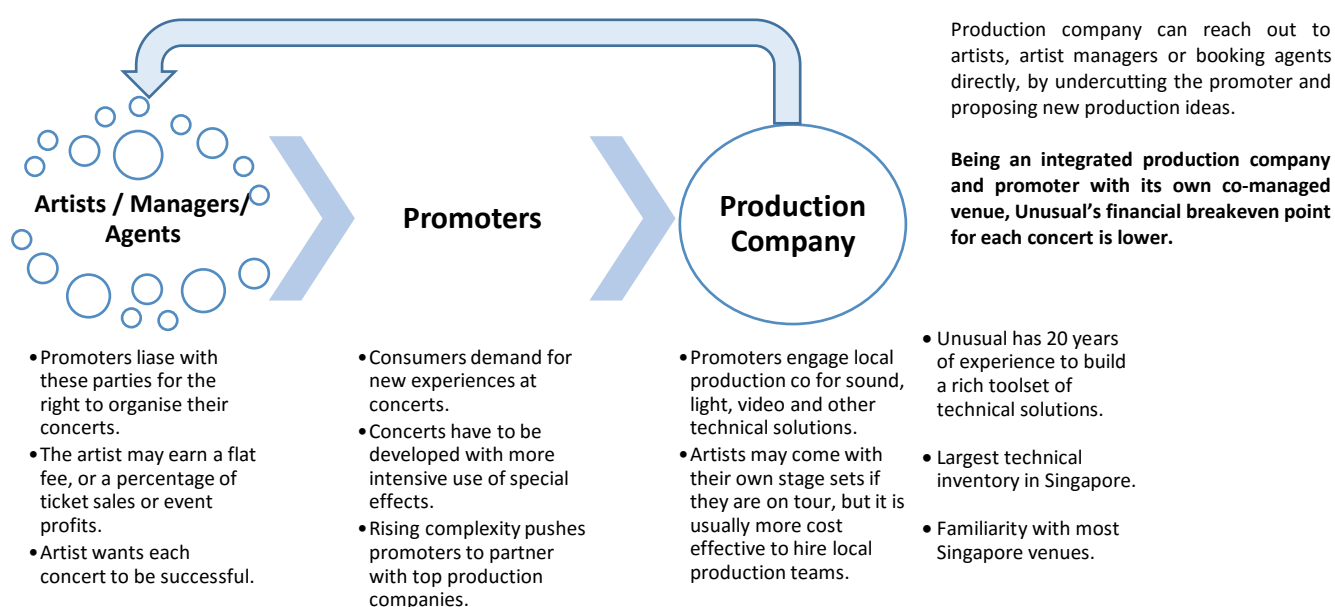 Production company can reach out to
artists, artist managers or booking agents
directly, by undercutting the promoter and
proposing new production ideas.
Being an integrated production company
and promoter with its own co-managed
venue, Unusual’s financial breakeven point
for each concert is lower.
Artists / Managers/
Agents
Promoters
Production
Company
•Promoters liase with
these parties for the
right to organise their
concerts.
•The artist may earn a flat
fee, or a percentage of
ticket sales or event
profits.
•Artist wants each
concert to be successful.
•Consumers demand for
new experiences at
concerts.
•Concerts have to be
developed with more
intensive use of special
effects.
•Rising complexity pushes
promoters to partner
with top production
companies.
•Promoters engage local
production co for sound,
light, video and other
technical solutions.
•Artists may come with
their own stage sets if
they are on tour, but it is
usually more cost
effective to hire local
production teams.
• Unusual has 20 years
of experience to build
a rich toolset of
technical solutions.
• Largest technical
inventory in Singapore.
• Familiarity with most
Singapore venues.